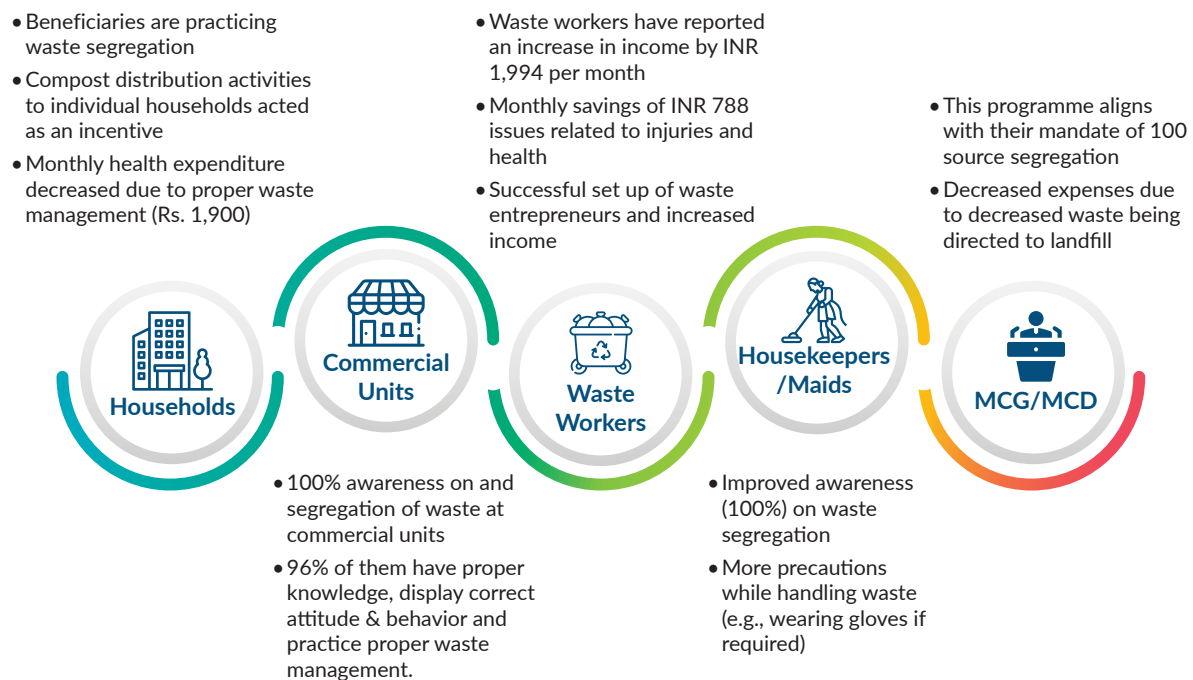 • Beneficiaries are practicing
waste segregation
• Compost distribution activities
to individual households acted
as an incentive
• Monthly health expenditure
decreased due to proper waste
management (Rs. 1,900)
Households
Commercial
Units
• 100% awareness on and
segregation of waste at
commercial units
• 96% of them have proper
knowledge, display correct
attitude & behavior and
practice proper waste
management.
• Waste workers have reported
an increase in income by INR
1,994 per month
• Monthly savings of INR 788
issues related to injuries and
health
• Successful set up of waste
entrepreneurs and increased
income
Waste
Workers
Housekeepers
/Maids
• Improved awareness
(100%) on waste
segregation
• More precautions
while handling waste
(e.g., wearing gloves if
required)
• This programme aligns
with their mandate of 100
source segregation
• Decreased expenses due
to decreased waste being
directed to landfill
MCG/MCD